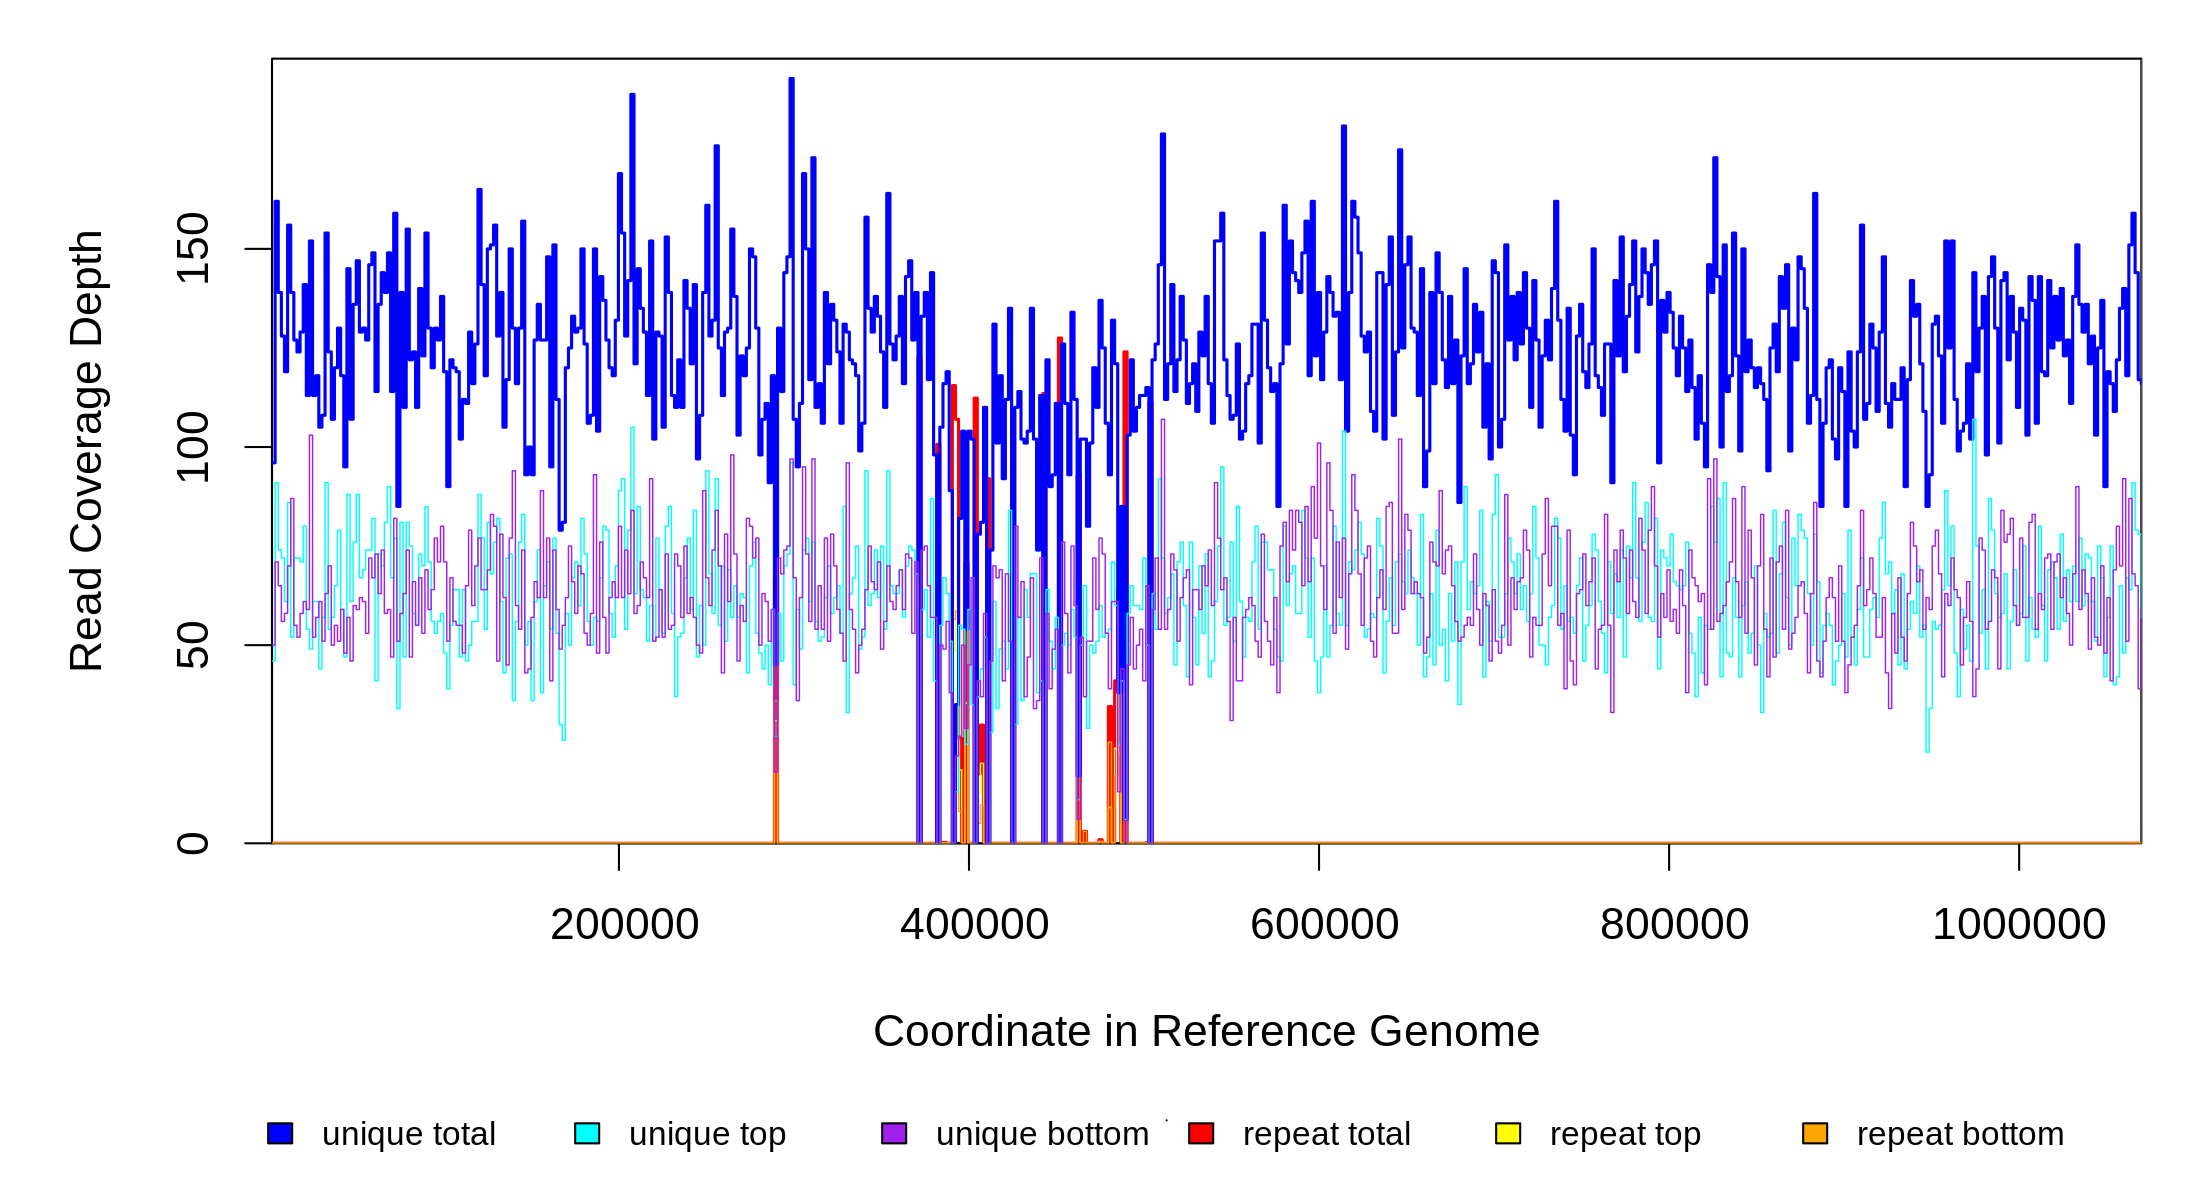 Read Coverage Depth
150
100
50
0
200000 400000 600000 800000 1000000
Coordinate in Reference Genome
unique total unique top unique bottom repeat total repeat top repeat bottom